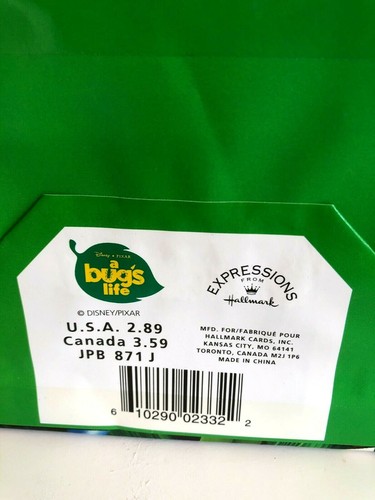 Disney • PIXAR
a
bug's
life
© DISNEY/PIXAR
U.S.A. 2.89
Canada 3.59
JPB 871 J
EXPRESSIONS
FROM
Hallmark
MFD. FOR/FABRIQUÉ POUR
HALLMARK CARDS, INC.
KANSAS CITY, MO 64141
TORONTO, CANADA M2J 1P6
MADE IN CHINA
6 10290 02332 2